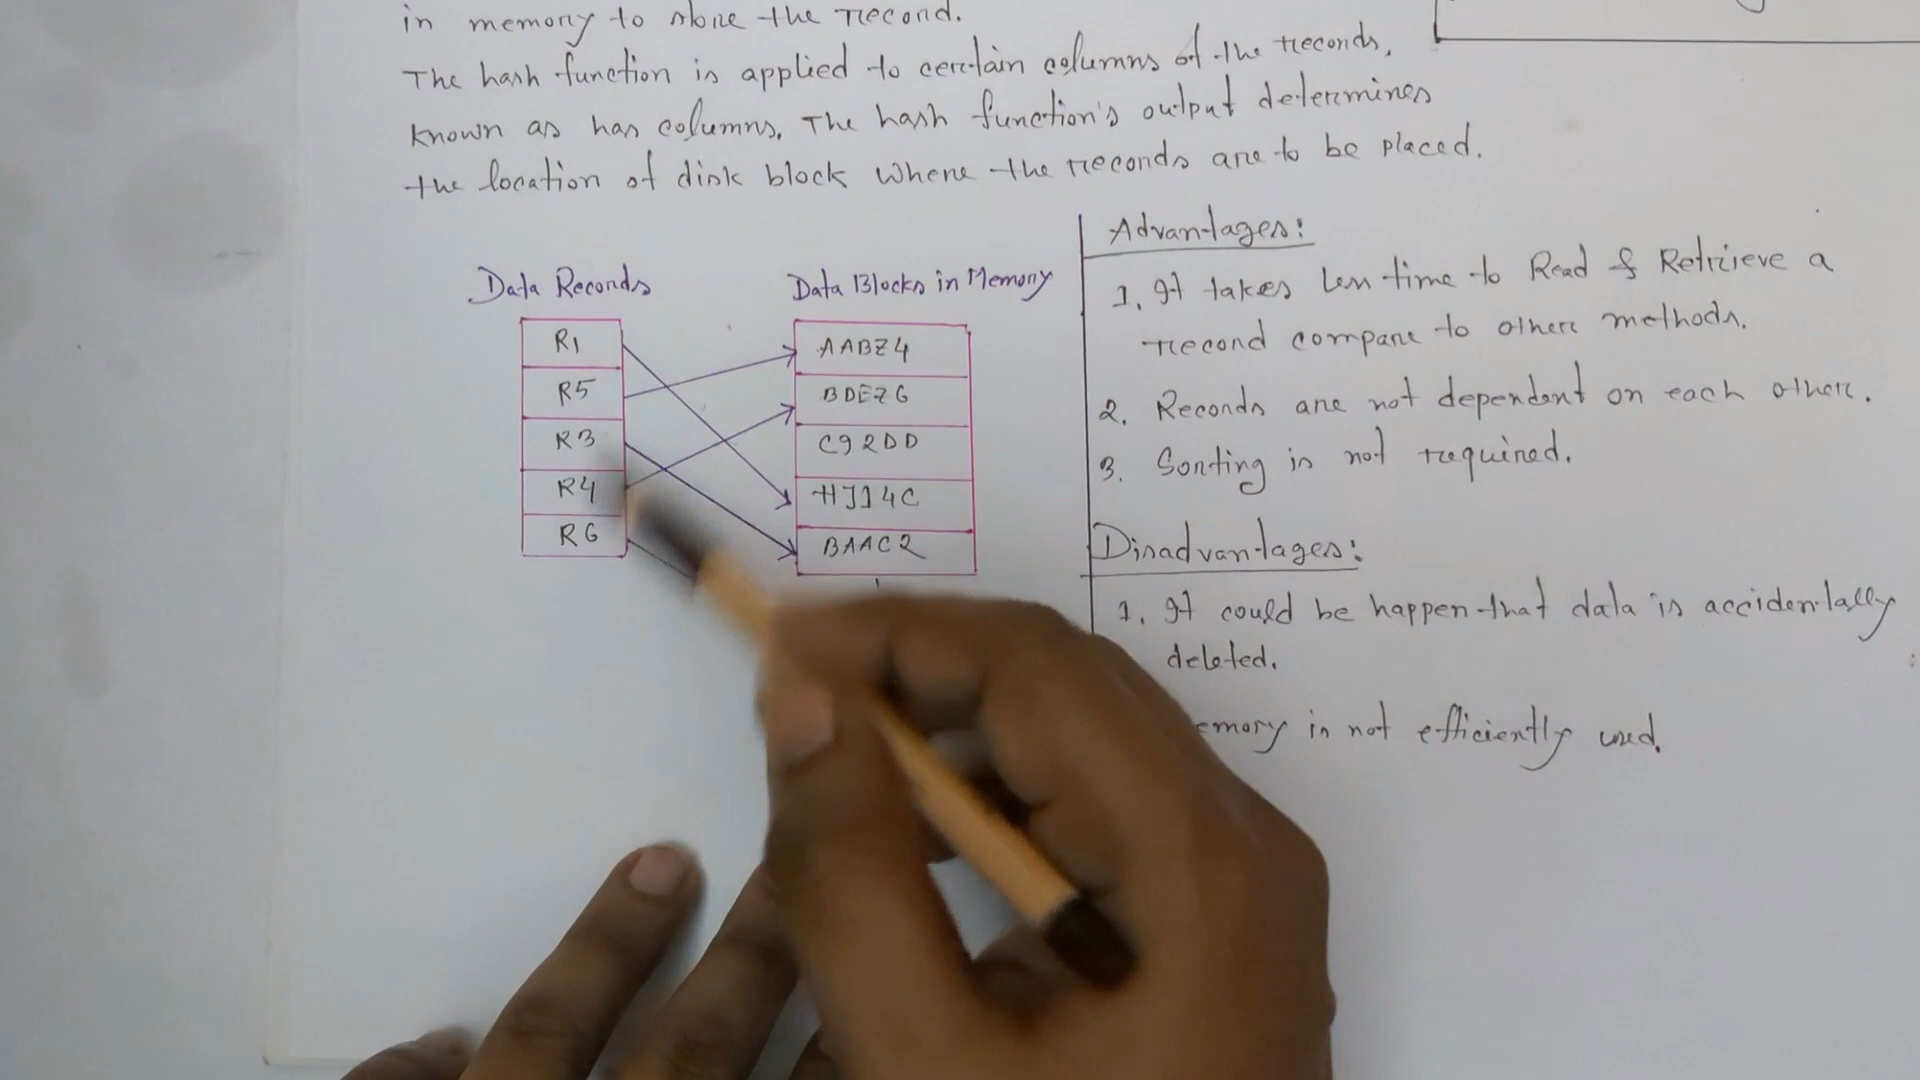 in memory to store the record.
The hash function is applied to certain columns of the records,
known as has columns. The hash function's output determines
the location of disk block where the records are to be placed.
Data Records
R1
R5
R3
R4
R6
Data Blocks in Memory
AABZ4
BDEZ6
C92DD
HJ14C
BAAC2
Advantages:
1. It takes less time to Read & Retrieve a
record compare to other methods.
2. Records are not dependent on each other.
3. Sorting is not required.
Disadvantages:
1. It could be happen that data is accidentally
deleted.
emory is not efficiently used.